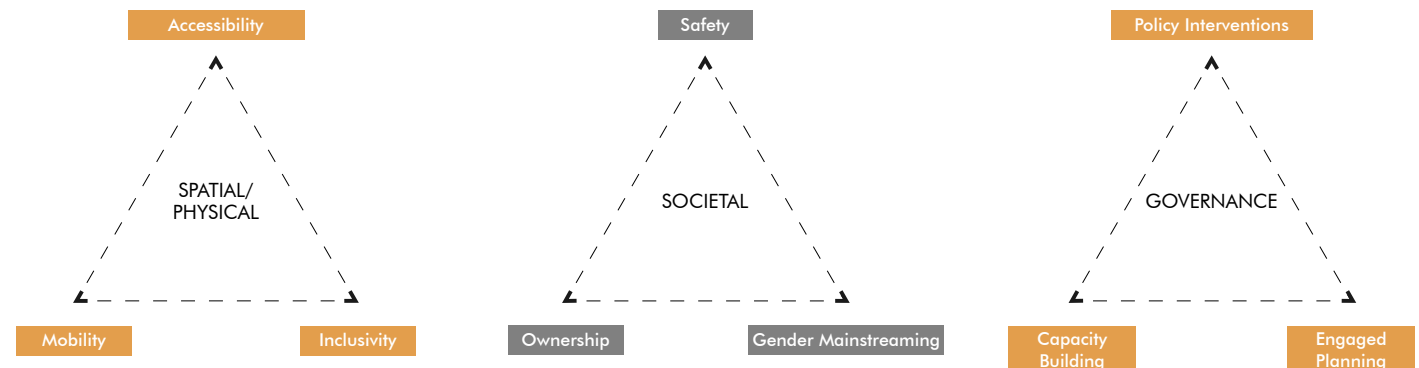 Accessibility
SPATIAL/
PHYSICAL
Mobility
Inclusivity
Safety
SOCIETAL
Ownership
Gender Mainstreaming
Policy Interventions
GOVERNANCE
Capacity
Building
Engaged
Planning